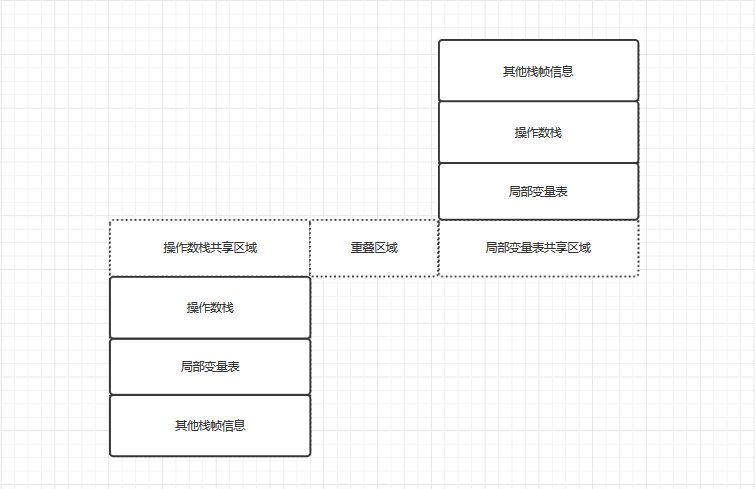 其他栈帧信息
操作数栈
局部变量表
操作数栈共享区域
重叠区域
局部变量表共享区域
操作数栈
局部变量表
其他栈帧信息